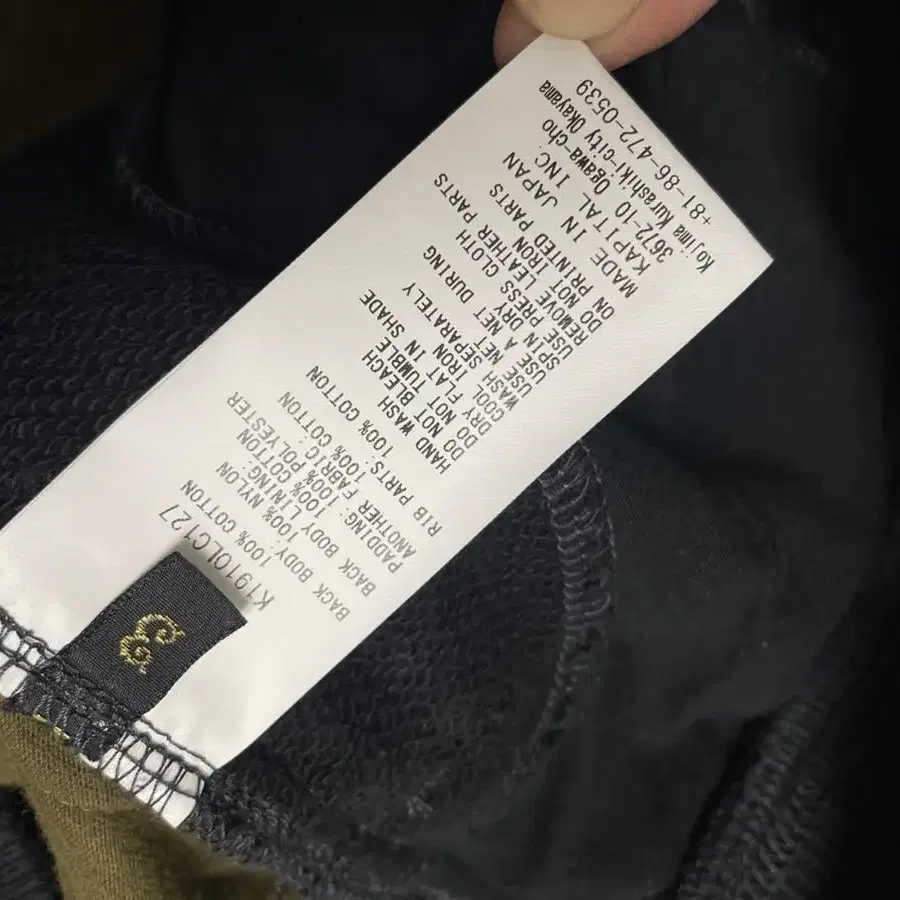 K1910LC127
100% COTTON
BACK BODY: 100% NYLON
BACK BODY LINING:
100% COTTON
PADDING: 100% POLYESTER
ANOTHER FABRIC: 100% COTTON
RIB PARTS: 100% COTTON
HAND WASH
DO NOT BLEACH
DO NOT TUMBLE
DRY FLAT IN SHADE
COOL IRON
WASH SEPARATELY
USE A NET DURING
SPIN DRY
USE PRESS CLOTH
REMOVE LEATHER PARTS
DO NOT IRON
ON PRINTED PARTS
MADE IN JAPAN
KAPITAL INC.
3672-10 Ogawa-cho
Kojima Kurashiki-city Okayama
+81-86-472-0539